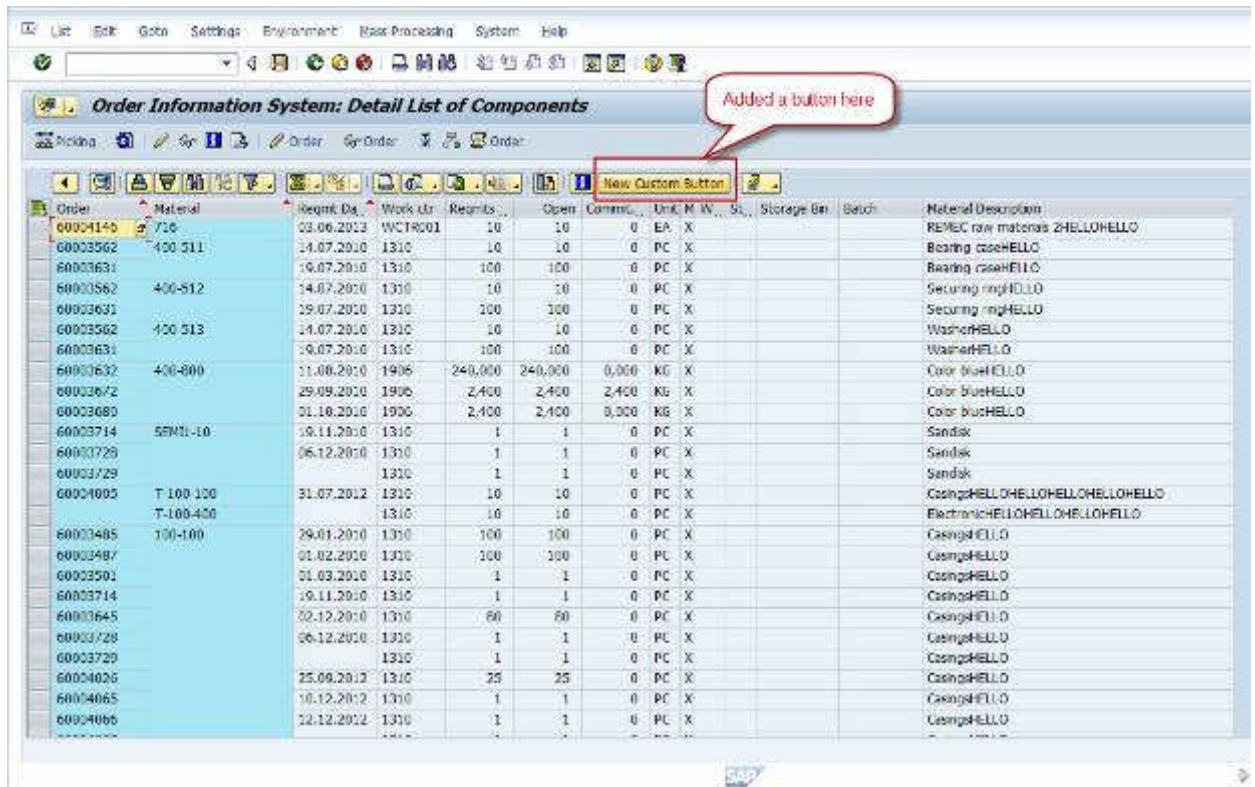 List Edit Goto Settings Environment Mass Processing System Help
Order Information System: Detail List of Components
Added a button here
Picking Order Order Order
New Custom Button
Order Material Reqmt Da Work ctr Reqmts Open Commit. Unit M W St Storage Bin Batch Material Description
60004146 716 03.06.2013 WCTR001 10 10 0 EA X REMEC raw materials 2HELLOHELLO
60003562 400-511 14.07.2010 1310 10 10 0 PC X Bearing caseHELLO
60003631 19.07.2010 1310 100 100 0 PC X Bearing caseHELLO
60003562 400-512 14.07.2010 1310 10 10 0 PC X Securing ringHELLO
60003631 19.07.2010 1310 100 100 0 PC X Securing ringHELLO
60003562 400-513 14.07.2010 1310 10 10 0 PC X WasherHELLO
60003631 19.07.2010 1310 100 100 0 PC X WasherHELLO
60003632 400-800 11.08.2010 1906 240,000 240,000 0,000 KG X Color blueHELLO
60003672 29.09.2010 1906 2,400 2,400 2,400 KG X Color blueHELLO
60003680 01.10.2010 1906 2,400 2,400 0,000 KG X Color blueHELLO
60003714 SEMI1-10 19.11.2010 1310 1 1 0 PC X Sandisk
60003728 06.12.2010 1310 1 1 0 PC X Sandisk
60003729 1310 1 1 0 PC X Sandisk
60004005 T-100-100 31.07.2012 1310 10 10 0 PC X CasingsHELLOHELLOHELLOHELLOHELLO
T-100-400 1310 10 10 0 PC X ElectronicHELLOHELLOHELLOHELLO
60003485 100-100 29.01.2010 1310 100 100 0 PC X CasingsHELLO
60003487 01.02.2010 1310 100 100 0 PC X CasingsHELLO
60003501 01.03.2010 1310 1 1 0 PC X CasingsHELLO
60003714 19.11.2010 1310 1 1 0 PC X CasingsHELLO
60003645 02.12.2010 1310 80 80 0 PC X CasingsHELLO
60003728 06.12.2010 1310 1 1 0 PC X CasingsHELLO
60003729 1310 1 1 0 PC X CasingsHELLO
60004026 25.09.2012 1310 25 25 0 PC X CasingsHELLO
60004065 10.12.2012 1310 1 1 0 PC X CasingsHELLO
60004066 12.12.2012 1310 1 1 0 PC X CasingsHELLO
SAP